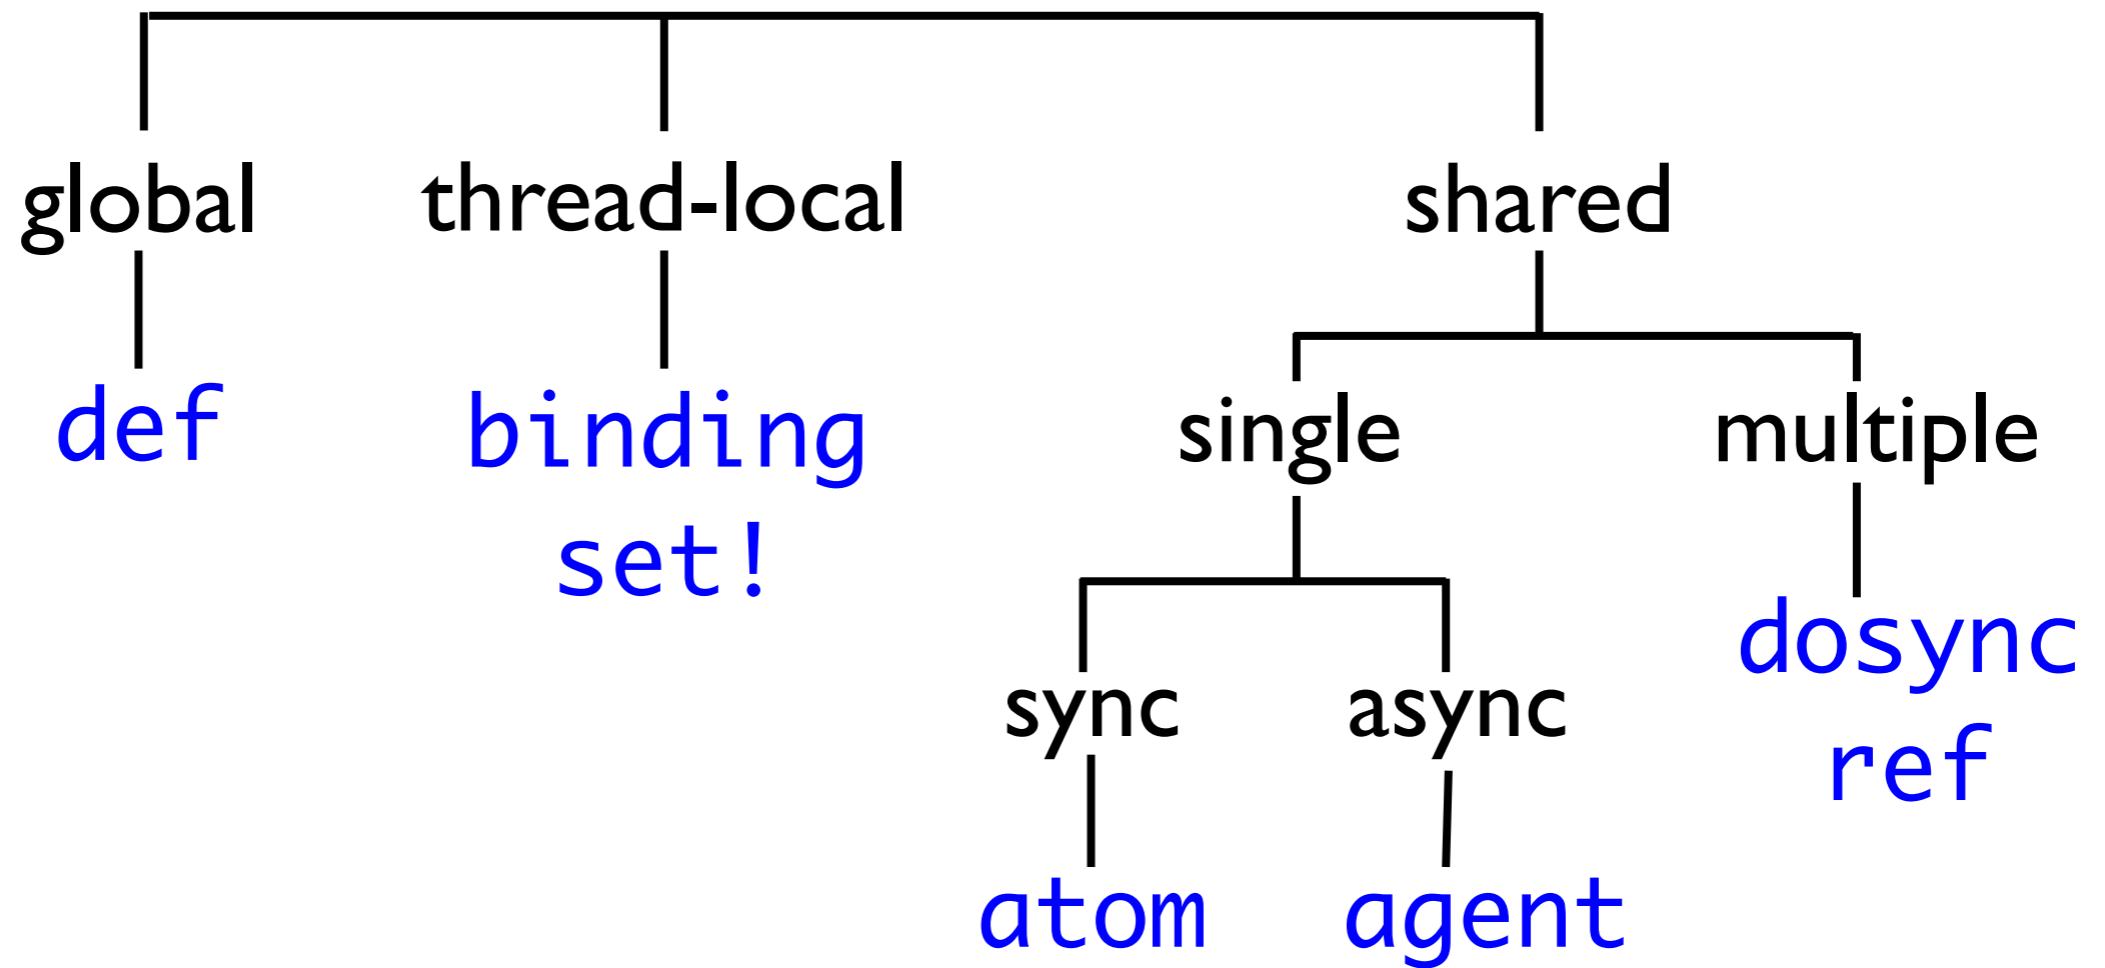 global thread-local shared
def binding single multiple
set!
dosync
sync async
ref
atom agent